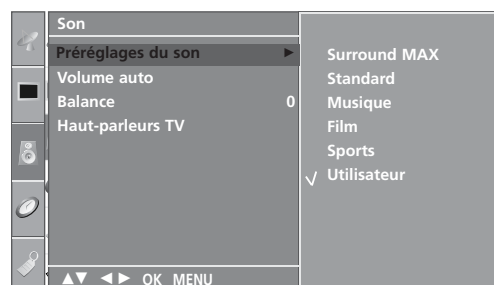 Son
Préréglages du son ►
Volume auto
Balance 0
Haut-parleurs TV
▲▼ ◄► OK MENU
Surround MAX
Standard
Musique
Film
Sports
√ Utilisateur